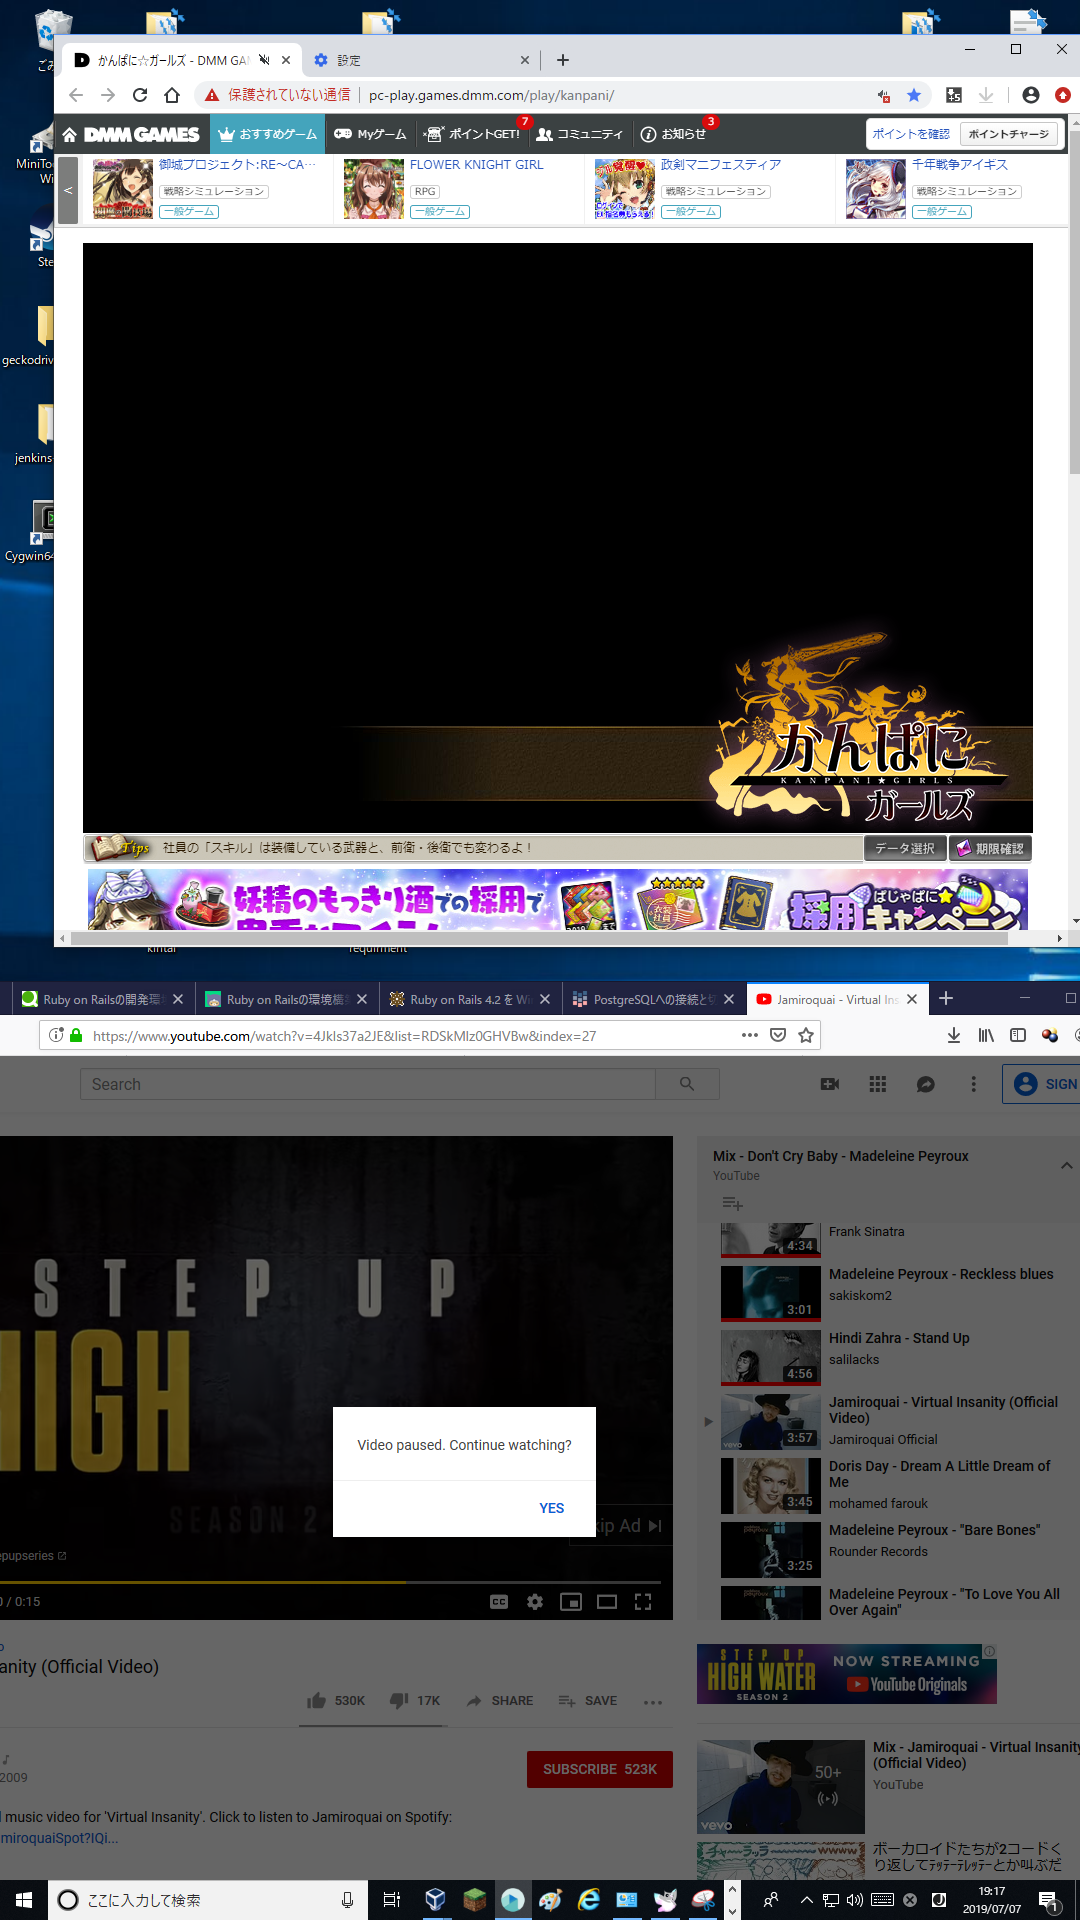 ごみ
かんぱに☆ガールズ - DMM GA
設定
保護されていない通信
pc-play.games.dmm.com/play/kanpani/
MiniToo
Wi
Ste
geckodriv
jenkins-
Cygwin64
DMM GAMES
おすすめゲーム
Myゲーム
ポイントGET!
7
コミュニティ
お知らせ
3
ポイントを確認
ポイントチャージ
<
御城プロジェクト:RE～CA…
戦略シミュレーション
一般ゲーム
FLOWER KNIGHT GIRL
RPG
一般ゲーム
政剣マニフェスティア
戦略シミュレーション
一般ゲーム
千年戦争アイギス
戦略シミュレーション
一般ゲーム
かんぱに
KANPANI★GIRLS
ガールズ
Tips
社員の「スキル」は装備している武器と、前衛・後衛でも変わるよ！
データ選択
期限確認
妖精のもっきり酒での採用で
ぱじゃぱに★
採用キャンペーン
kintai
requirment
Ruby on Railsの開発環
Ruby on Railsの環境構
Ruby on Rails 4.2 を Wi
PostgreSQLへの接続と
Jamiroquai - Virtual Ins
https://www.youtube.com/watch?v=4JkIs37a2JE&list=RDSkMlz0GHVBw&index=27
Search
SIGN
STEP UP
HIGH
SEASON 2
Video paused. Continue watching?
YES
kip Ad
epupseries
/ 0:15
CC
Mix - Don't Cry Baby - Madeleine Peyroux
YouTube
Frank Sinatra
4:34
Madeleine Peyroux - Reckless blues
sakiskom2
3:01
Hindi Zahra - Stand Up
salilacks
4:56
Jamiroquai - Virtual Insanity (Official
Video)
Jamiroquai Official
vevo
3:57
Doris Day - Dream A Little Dream of
Me
mohamed farouk
3:45
Madeleine Peyroux - "Bare Bones"
Rounder Records
3:25
Madeleine Peyroux - "To Love You All
Over Again"
anity (Official Video)
530K
17K
SHARE
SAVE
STEP UP
HIGH WATER
SEASON 2
NOW STREAMING
YouTube Originals
2009
SUBSCRIBE 523K
l music video for 'Virtual Insanity'. Click to listen to Jamiroquai on Spotify:
miroquaiSpot?IQi...
Mix - Jamiroquai - Virtual Insanity
(Official Video)
YouTube
50+
vevo
ボーカロイドたちが2コードく
り返してﾃｯﾃｰﾃﾚｯﾃｰとか叫ぶだ
ここに入力して検索
19:17
2019/07/07
1